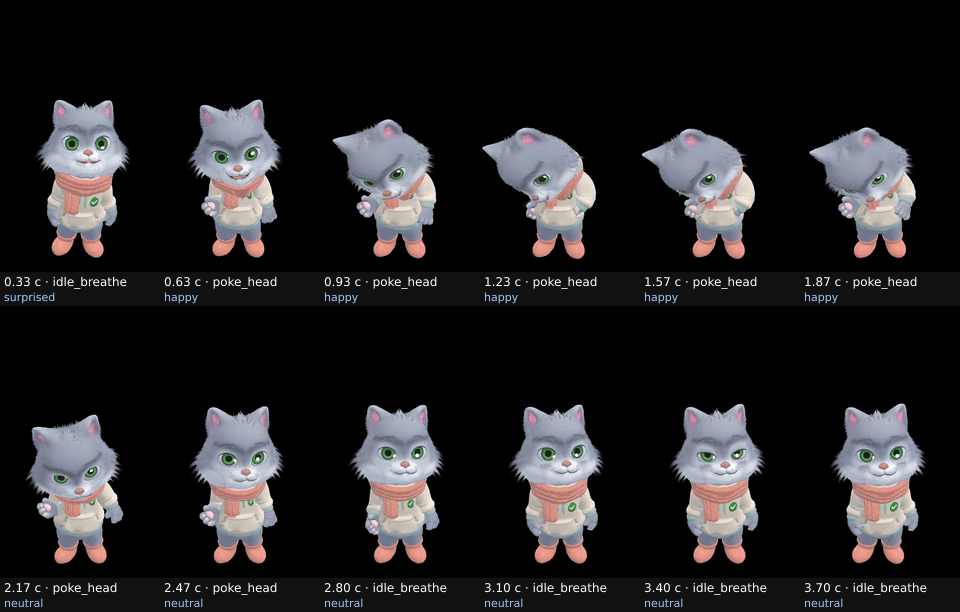 0.33 с · idle_breathe
surprised
0.63 с · poke_head
happy
0.93 с · poke_head
happy
1.23 с · poke_head
happy
1.57 с · poke_head
happy
1.87 с · poke_head
happy
2.17 с · poke_head
neutral
2.47 с · poke_head
neutral
2.80 с · idle_breathe
neutral
3.10 с · idle_breathe
neutral
3.40 с · idle_breathe
neutral
3.70 с · idle_breathe
neutral